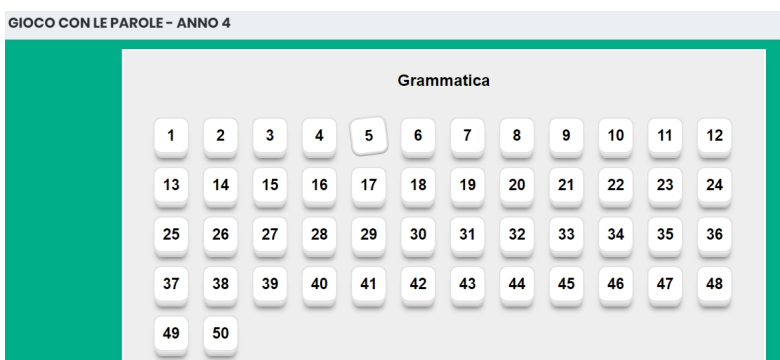 GIOCO CON LE PAROLE - ANNO 4
Grammatica
1 2 3 4 5 6 7 8 9 10 11 12
13 14 15 16 17 18 19 20 21 22 23 24
25 26 27 28 29 30 31 32 33 34 35 36
37 38 39 40 41 42 43 44 45 46 47 48
49 50